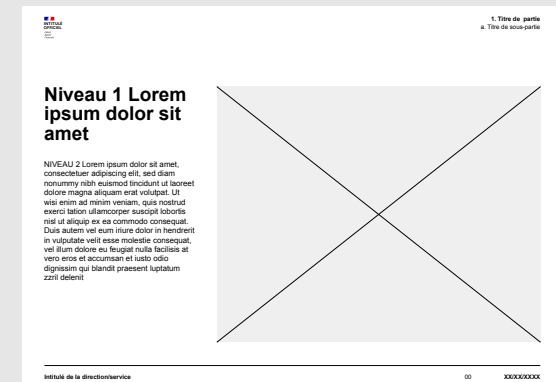 INTITULÉ
OFFICIEL
1. Titre de partie
a. Titre de sous-partie
Niveau 1 Lorem
ipsum dolor sit
amet
NIVEAU 2 Lorem ipsum dolor sit amet,
consectetuer adipiscing elit, sed diam
nonummy nibh euismod tincidunt ut laoreet
dolore magna aliquam erat volutpat. Ut
wisi enim ad minim veniam, quis nostrud
exerci tation ullamcorper suscipit lobortis
nisl ut aliquip ex ea commodo consequat.
Duis autem vel eum iriure dolor in hendrerit
in vulputate velit esse molestie consequat,
vel illum dolore eu feugiat nulla facilisis at
vero eros et accumsan et iusto odio
dignissim qui blandit praesent luptatum
zzril delenit
Intitulé de la direction/service
00
XX/XX/XXXX